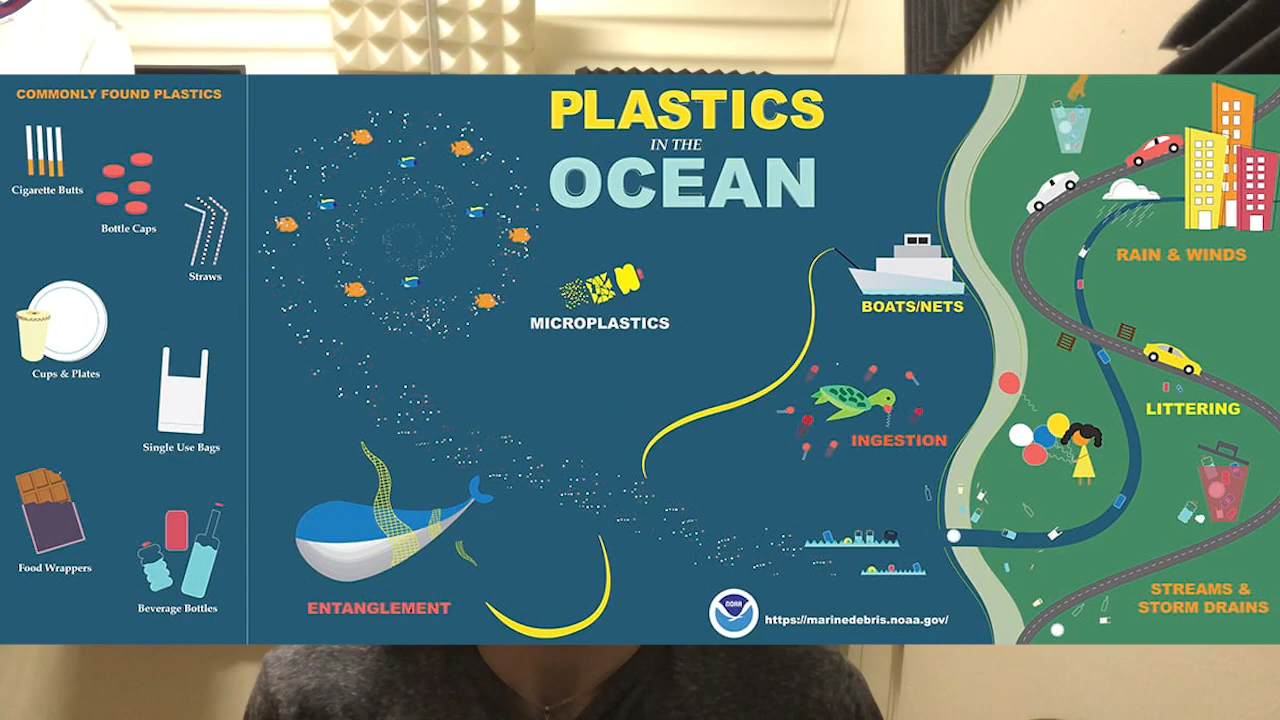 COMMONLY FOUND PLASTICS
Cigarette Butts
Bottle Caps
Straws
Cups & Plates
Single Use Bags
Food Wrappers
Beverage Bottles
PLASTICS
IN THE
OCEAN
MICROPLASTICS
BOATS/NETS
INGESTION
ENTANGLEMENT
NOAA
https://marinedebris.noaa.gov/
RAIN & WINDS
LITTERING
STREAMS &
STORM DRAINS